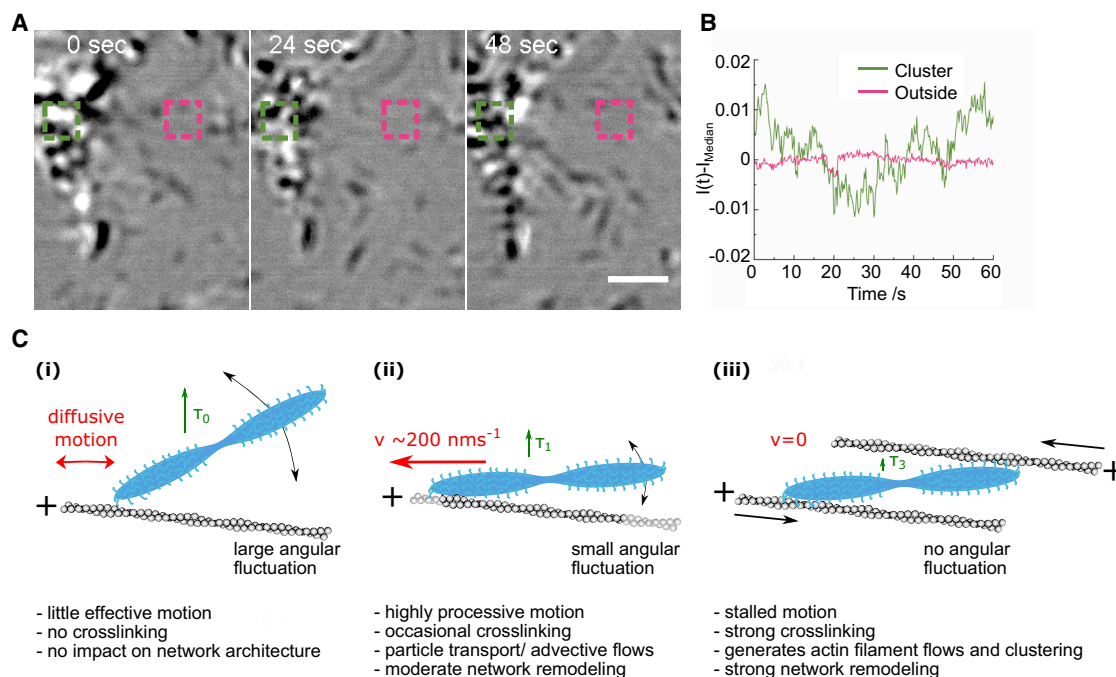 A
0 sec
24 sec
48 sec
B
I(t)-I_Median
0.02
0.01
0
-0.01
-0.02
Cluster
Outside
0
10
20
30
40
50
60
Time /s
C
(i)
diffusive
motion
τ₀
+
large angular
fluctuation
- little effective motion
- no crosslinking
- no impact on network architecture
(ii)
v ~200 nms⁻¹
τ₁
+
small angular
fluctuation
- highly processive motion
- occasional crosslinking
- particle transport/ advective flows
- moderate network remodeling
(iii)
20:1
v=0
τ₃
+
+
no angular
fluctuation
- stalled motion
- strong crosslinking
- generates actin filament flows and clustering
- strong network remodeling